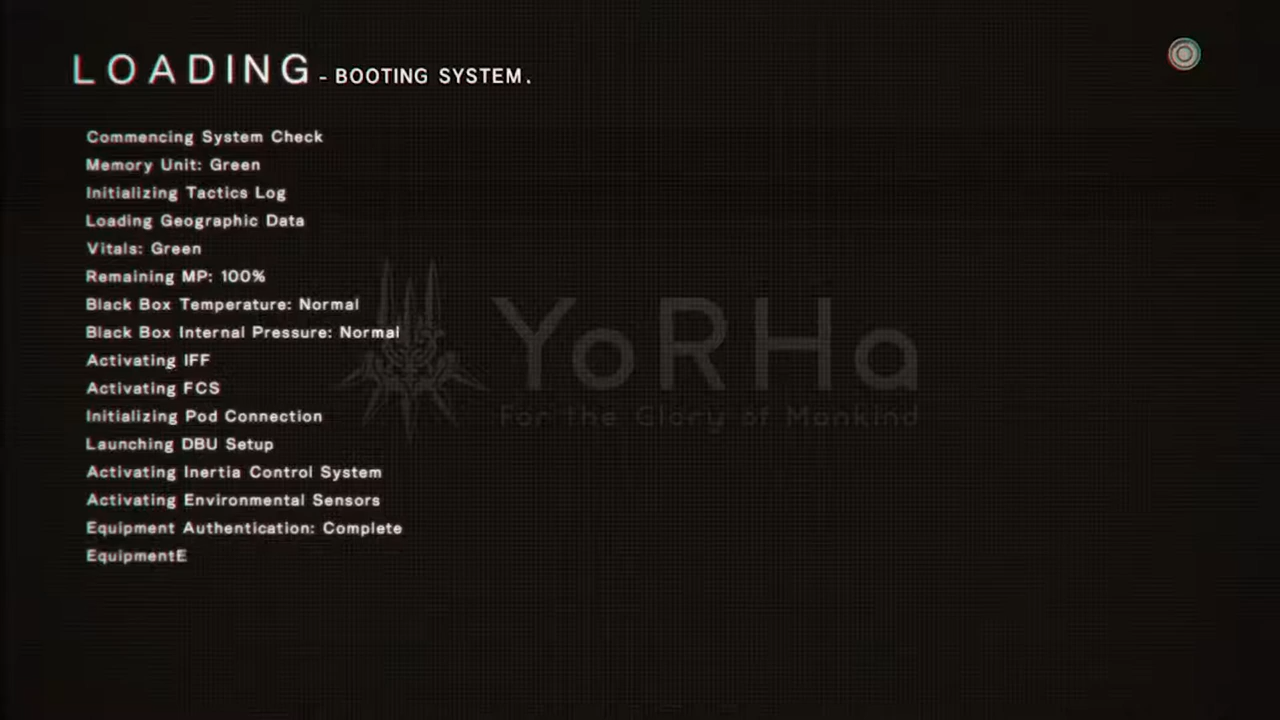 LOADING - BOOTING SYSTEM.
Commencing System Check
Memory Unit: Green
Initializing Tactics Log
Loading Geographic Data
Vitals: Green
Remaining MP: 100%
Black Box Temperature: Normal
Black Box Internal Pressure: Normal
Activating IFF
Activating FCS
Initializing Pod Connection
Launching DBU Setup
Activating Inertia Control System
Activating Environmental Sensors
Equipment Authentication: Complete
EquipmentE
YoRHa
For the Glory of Mankind